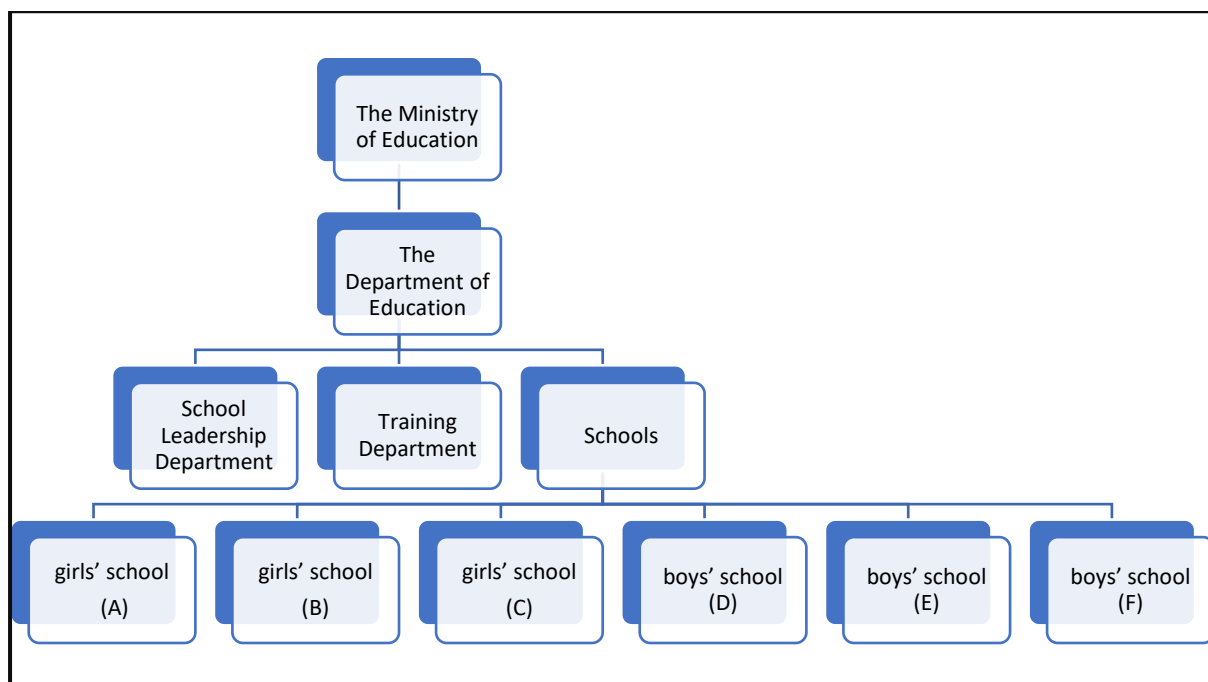 The Ministry
of Education
The
Department of
Education
School
Leadership
Department
Training
Department
Schools
girls’ school
(A)
girls’ school
(B)
girls’ school
(C)
boys’ school
(D)
boys’ school
(E)
boys’ school
(F)